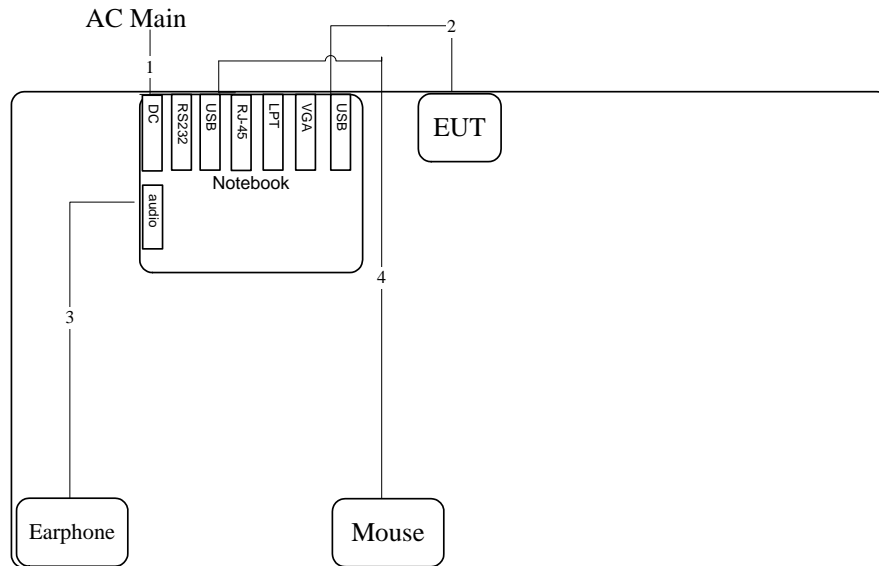 AC Main
2
1
DC
RS232
USB
RJ-45
LPT
VGA
USB
EUT
Notebook
audio
4
3
Earphone
Mouse